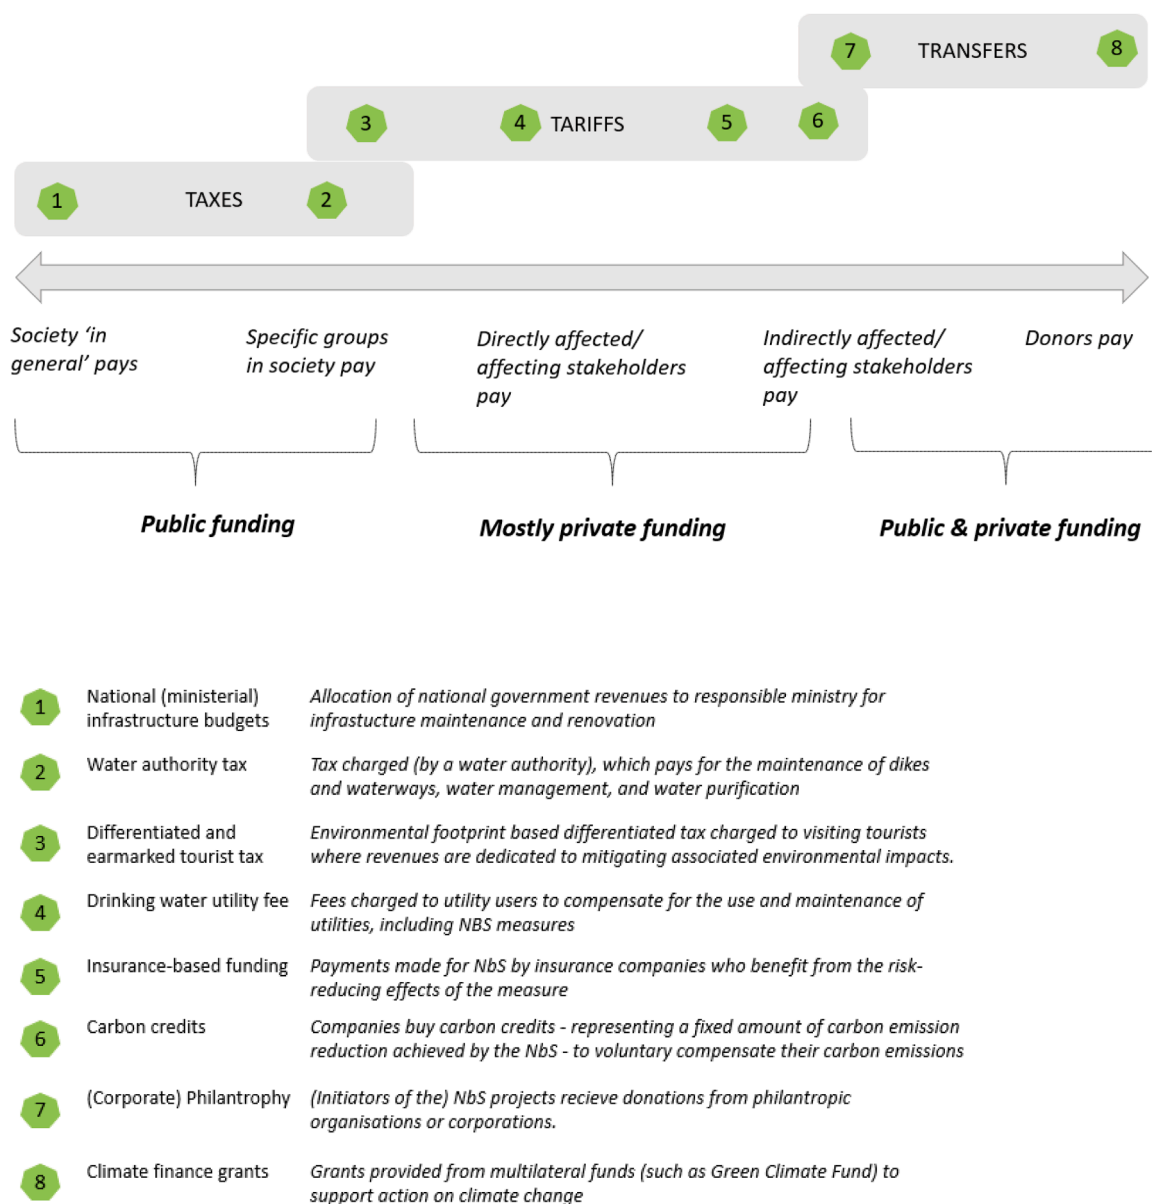 7 TRANSFERS 8
3 4 TARIFFS 5 6
1 TAXES 2
Society ‘in
general’ pays
Specific groups
in society pay
Directly affected/
affecting stakeholders
pay
Indirectly affected/
affecting stakeholders
pay
Donors pay
Public funding
Mostly private funding
Public & private funding
1
National (ministerial)
infrastructure budgets
Allocation of national government revenues to responsible ministry for
infrastucture maintenance and renovation
2
Water authority tax
Tax charged (by a water authority), which pays for the maintenance of dikes
and waterways, water management, and water purification
3
Differentiated and
earmarked tourist tax
Environmental footprint based differentiated tax charged to visiting tourists
where revenues are dedicated to mitigating associated environmental impacts.
4
Drinking water utility fee
Fees charged to utility users to compensate for the use and maintenance of
utilities, including NBS measures
5
Insurance-based funding
Payments made for NbS by insurance companies who benefit from the risk-
reducing effects of the measure
6
Carbon credits
Companies buy carbon credits - representing a fixed amount of carbon emission
reduction achieved by the NbS - to voluntary compensate their carbon emissions
7
(Corporate) Philantrophy
(Initiators of the) NbS projects recieve donations from philantropic
organisations or corporations.
8
Climate finance grants
Grants provided from multilateral funds (such as Green Climate Fund) to
support action on climate change